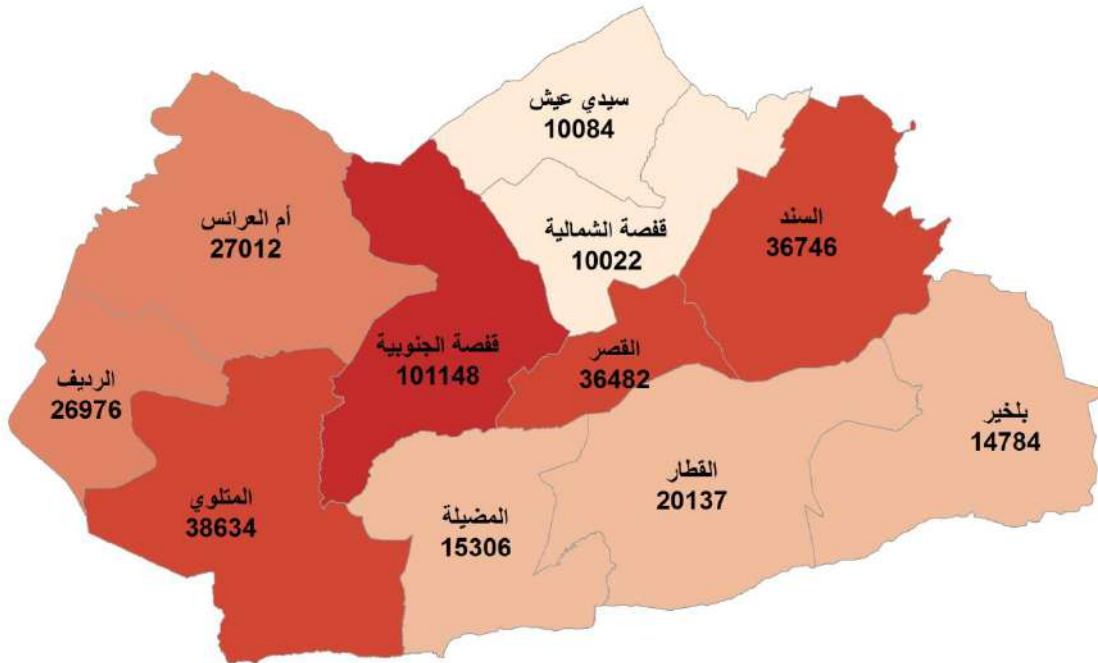 سيدي عيش
10084
أم العرائس
27012
قفصة الشمالية
10022
السند
36746
قفصة الجنوبية
101148
القصر
36482
الرديف
26976
بلخير
14784
القطار
20137
المتلوي
38634
المضيلة
15306